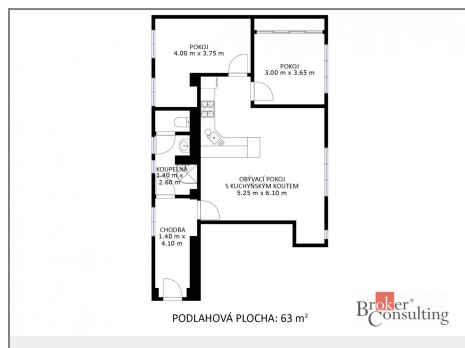 POKOJ
4.00 m x 3.75 m
POKOJ
3.00 m x 3.65 m
KOUPELNA
1.40 m x
2.60 m
OBÝVACÍ POKOJ
S KUCHYŇSKÝM KOUTEM
5.25 m x 6.10 m
CHODBA
1.40 m x
4.10 m
PODLAHOVÁ PLOCHA: 63 m²
Broker®
Consulting